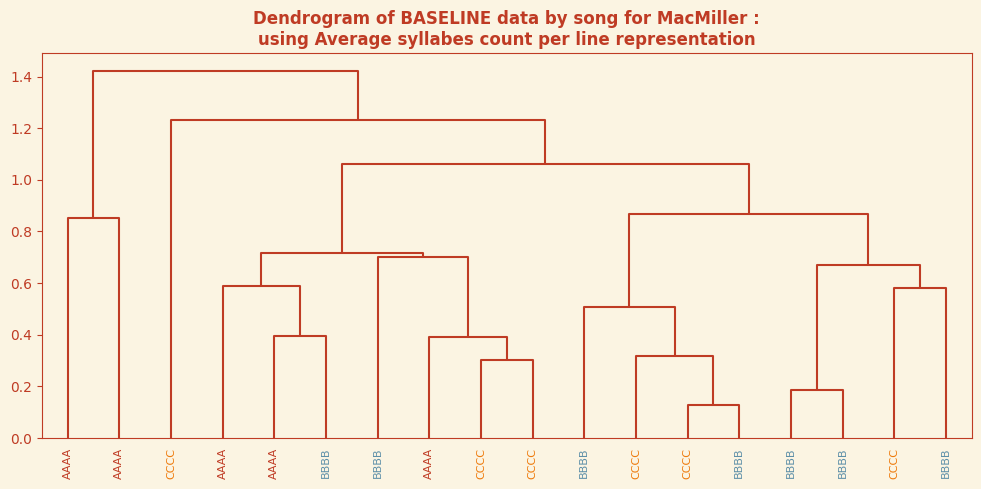 Dendrogram of BASELINE data by song for MacMiller :
using Average syllabes count per line representation
1.4
1.2
1.0
0.8
0.6
0.4
0.2
0.0
AAAA
AAAA
CCCC
AAAA
AAAA
BBBB
BBBB
AAAA
CCCC
CCCC
BBBB
CCCC
CCCC
BBBB
BBBB
BBBB
CCCC
BBBB